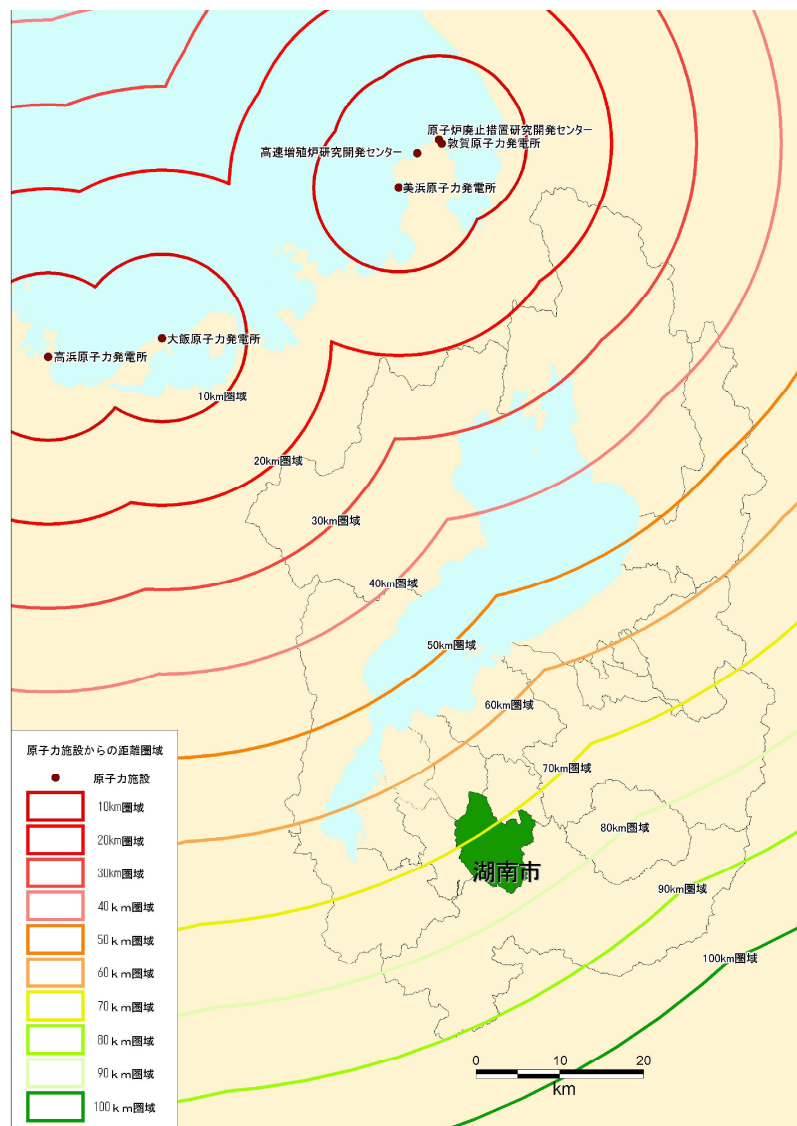 原子炉廃止措置研究開発センター
敦賀原子力発電所
高速増殖炉研究開発センター
美浜原子力発電所
大飯原子力発電所
高浜原子力発電所
10km圏域
20km圏域
30km圏域
40km圏域
50km圏域
60km圏域
70km圏域
80km圏域
湖南市
90km圏域
100km圏域
原子力施設からの距離圏域
原子力施設
10km圏域
20km圏域
30km圏域
40ｋｍ圏域
50ｋｍ圏域
60ｋｍ圏域
70ｋｍ圏域
80ｋｍ圏域
90ｋｍ圏域
100ｋｍ圏域
0 10 20
km